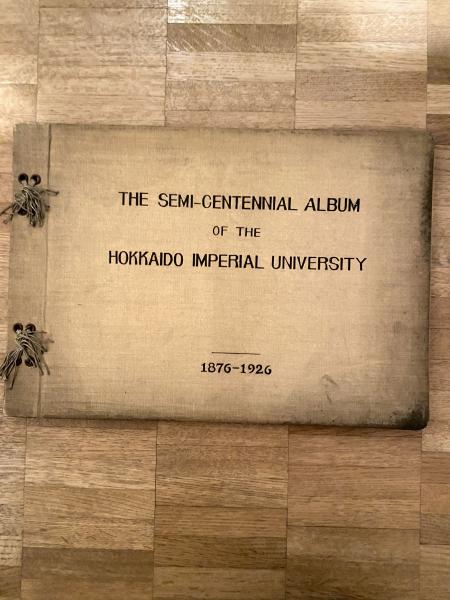 THE SEMI-CENTENNIAL ALBUM
OF THE
HOKKAIDO IMPERIAL UNIVERSITY
1876-1926